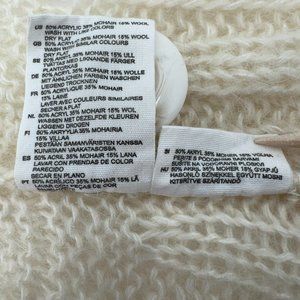 US 50% ACRYLIC 35% MOHAIR 15% WOOL
WASH WITH LIKE COLORS
DRY FLAT
GB 50% ACRYLIC 35% MOHAIR 15% WOOL
WASH WITH SIMILAR COLOURS
DRY FLAT
SE 50% AKRYL 35% MOHAIR 15% ULL
TVÄTTAS MED LIKNANDE FÄRGER
PLANTORKAS
DE 50% ACRYL 35% MOHAIR 15% WOLLE
MIT ÄHNLICHEN FARBEN WASCHEN
LIEGEND TROCKNEN
FR 50% ACRYLIQUE 35% MOHAIR
15% LAINE
LAVER AVEC COULEURS SIMILAIRES
SECHER A PLAT
NL 50% ACRYL 35% MOHAIR 15% WOL
WASSEN MET DEZELFDE KLEUREN
LIGGEND DROGEN
FI 50% AKRYYLI 35% MOHAIRIA
15% VILLAA
PESTÄÄN SAMANVÄRISTEN KANSSA
KUIVATAAN VAAKATASOSSA
ES 50% ACRIL 35% MOHAIR 15% LANA
LAVAR CON PRENDAS DE COLOR
PARECIDO
SECAR EN PLANO
PT 50% ACRÍLICO 35% MOHAIR 15% LÃ
LAVAR COM PEÇAS DE COR
SI 50% AKRIL 35% MOHAIR 15% VOLNA
PERITE S PODOBNIMI BARVAMI
SUŠITE NA VODORAVNI PLOSKVI
HU 50% AKRIL 35% MOHAIR 15% GYAPJÚ
HASONLÓ SZÍNEKKEL EGYÜTT MOSNI
KITERÍTVE SZÁRÍTANDÓ